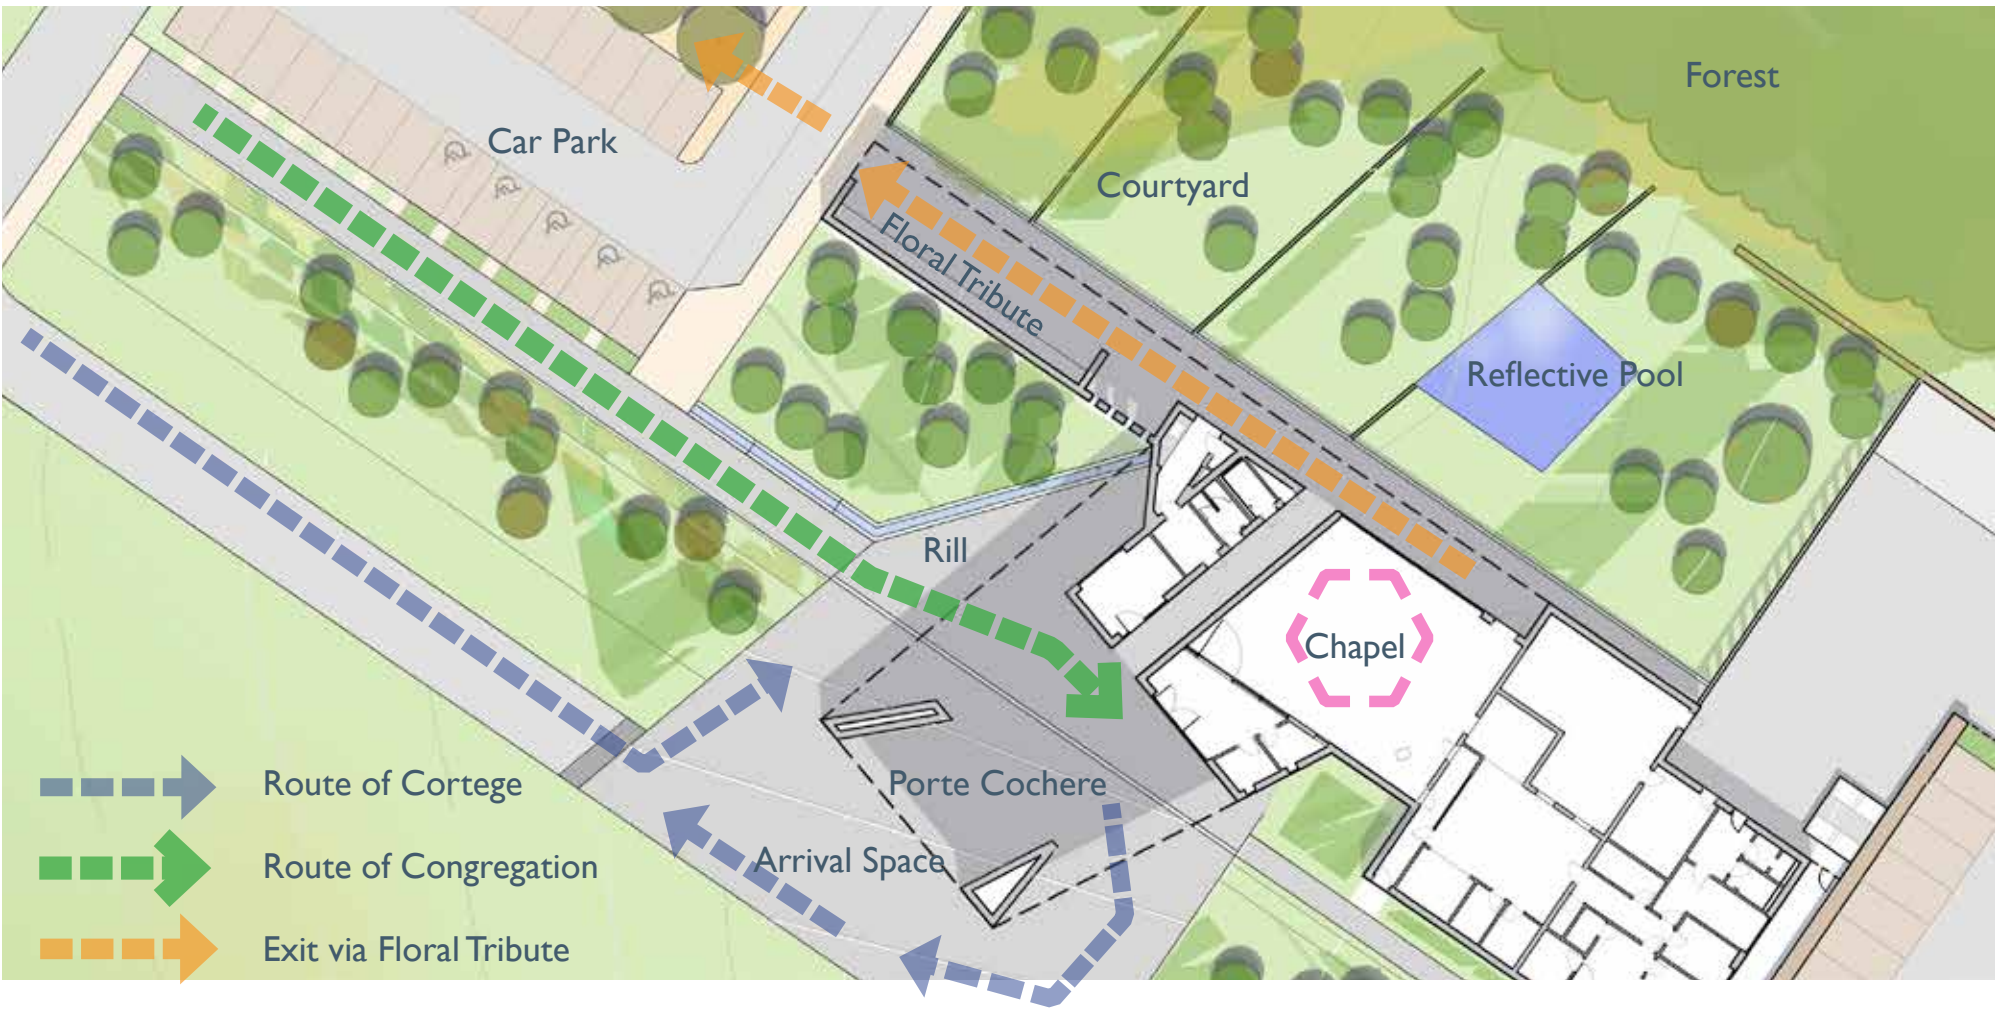 Forest
Car Park
Courtyard
Floral Tribute
Reflective Pool
Rill
Chapel
Porte Cochere
Arrival Space
Route of Cortege
Route of Congregation
Exit via Floral Tribute